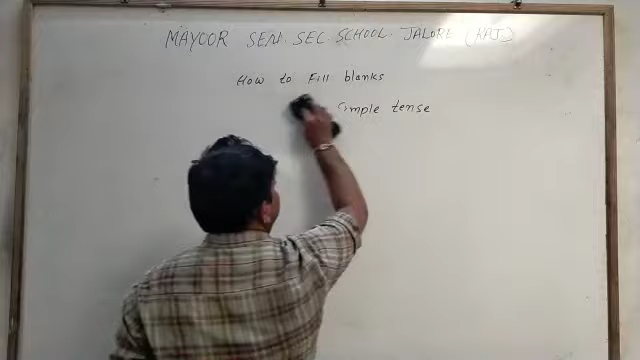 MAYOOR SEN. SEC. SCHOOL. JALORE (RAJ)
How to Fill blanks
Simple tense